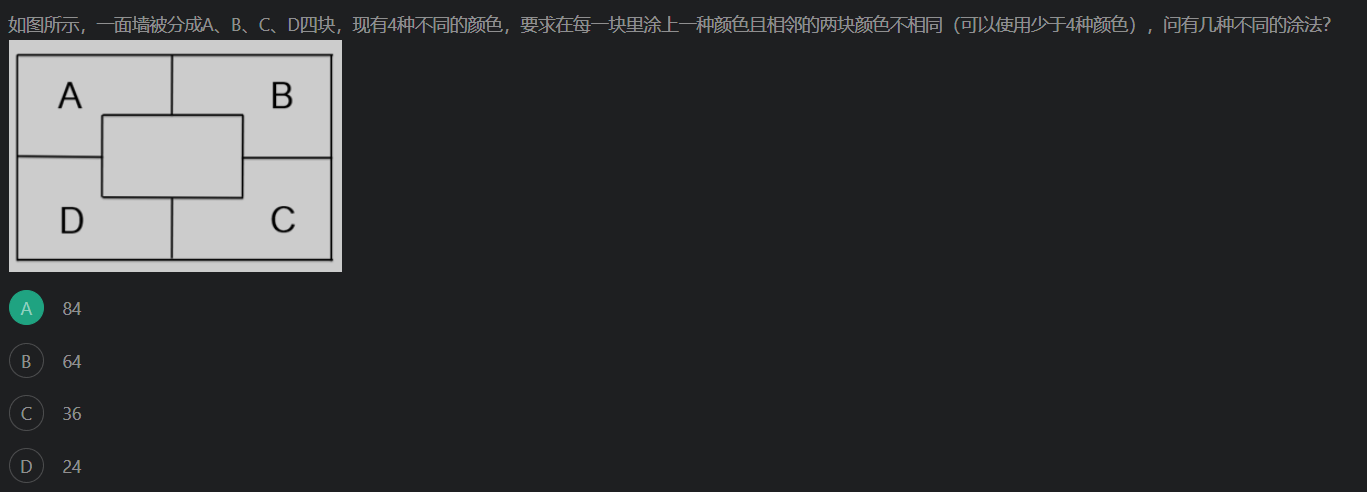 如图所示，一面墙被分成A、B、C、D四块，现有4种不同的颜色，要求在每一块里涂上一种颜色且相邻的两块颜色不相同（可以使用少于4种颜色），问有几种不同的涂法？
A B
D C
A 84
B 64
C 36
D 24